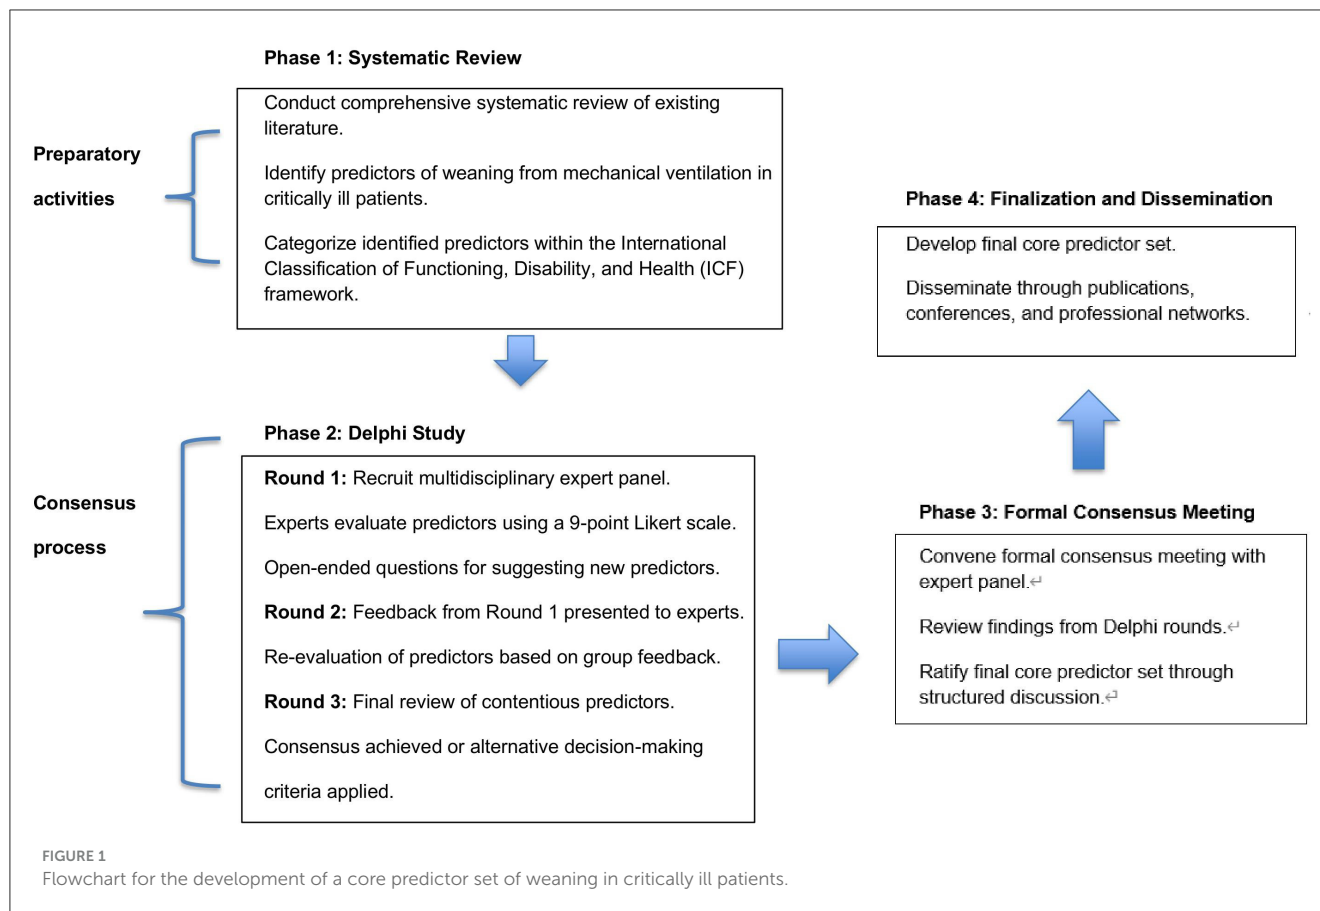 Phase 1: Systematic Review
Conduct comprehensive systematic review of existing
literature.
Identify predictors of weaning from mechanical ventilation in
critically ill patients.
Categorize identified predictors within the International
Classification of Functioning, Disability, and Health (ICF)
framework.
Preparatory
activities
Phase 2: Delphi Study
Round 1: Recruit multidisciplinary expert panel.
Experts evaluate predictors using a 9-point Likert scale.
Open-ended questions for suggesting new predictors.
Round 2: Feedback from Round 1 presented to experts.
Re-evaluation of predictors based on group feedback.
Round 3: Final review of contentious predictors.
Consensus achieved or alternative decision-making
criteria applied.
Consensus
process
Phase 3: Formal Consensus Meeting
Convene formal consensus meeting with
expert panel.↵
Review findings from Delphi rounds.↵
Ratify final core predictor set through
structured discussion.↵
Phase 4: Finalization and Dissemination
Develop final core predictor set.
Disseminate through publications,
conferences, and professional networks.
FIGURE 1
Flowchart for the development of a core predictor set of weaning in critically ill patients.